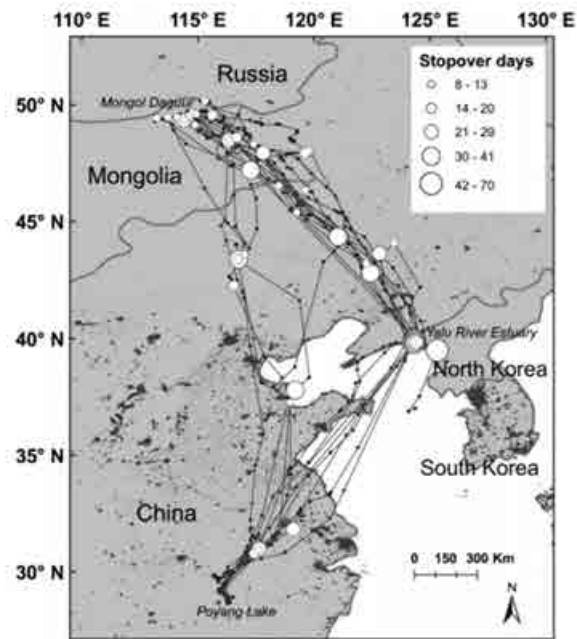 110° E 115° E 120° E 125° E 130° E
Russia
Stopover days
8 - 13
14 - 20
21 - 29
30 - 41
42 - 70
50° N
Mongol Daguur
Mongolia
45° N
40° N
Yalu River Estuary
North Korea
35° N
South Korea
China
0 150 300 Km
30° N
N
Poyang Lake